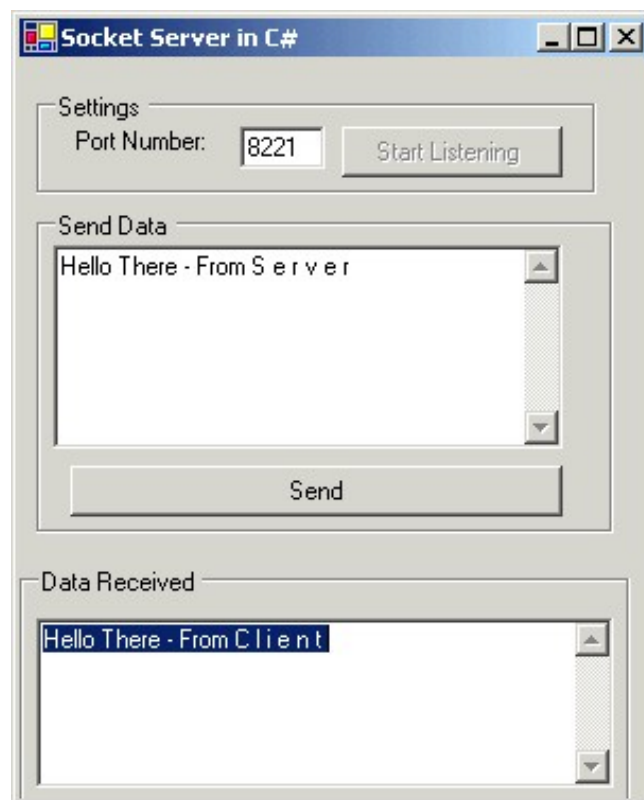 Socket Server in C#
Settings
Port Number: 8221 Start Listening
Send Data
Hello There - From S e r v e r
Send
Data Received
Hello There - From C l i e n t